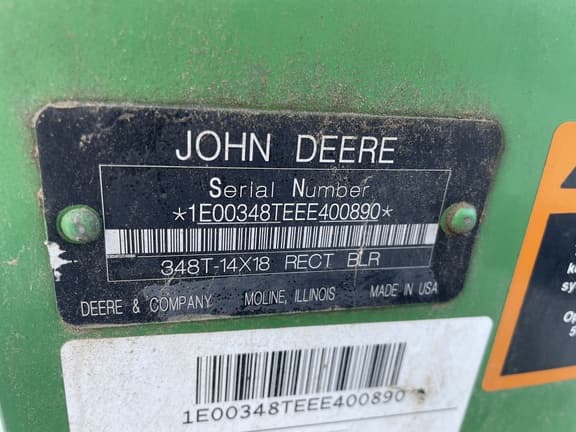 JOHN DEERE
Serial Number
*1E00348TEEE400890*
348T-14X18 RECT BLR
DEERE & COMPANY MOLINE, ILLINOIS MADE IN USA
1E00348TEEE400890